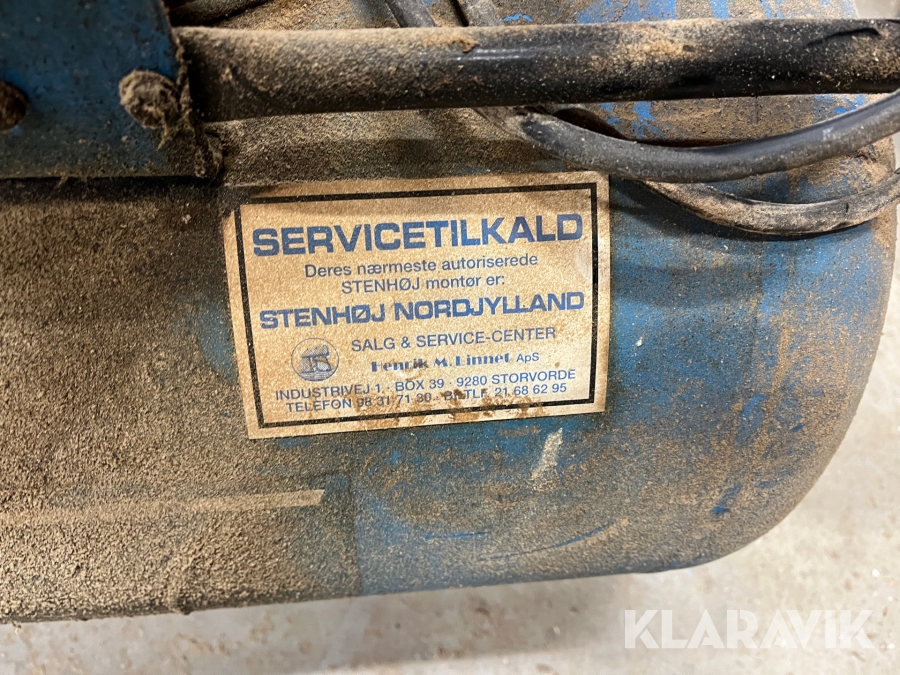 SERVICETILKALD
Deres nærmeste autoriserede
STENHØJ montør er:
STENHØJ NORDJYLLAND
SALG & SERVICE-CENTER
Henrik M. Linnet ApS
INDUSTRIVEJ 1 · BOX 39 · 9280 STORVORDE
TELEFON 98 31 71 80 · BILTLF. 21 68 62 95
KLARAVIK